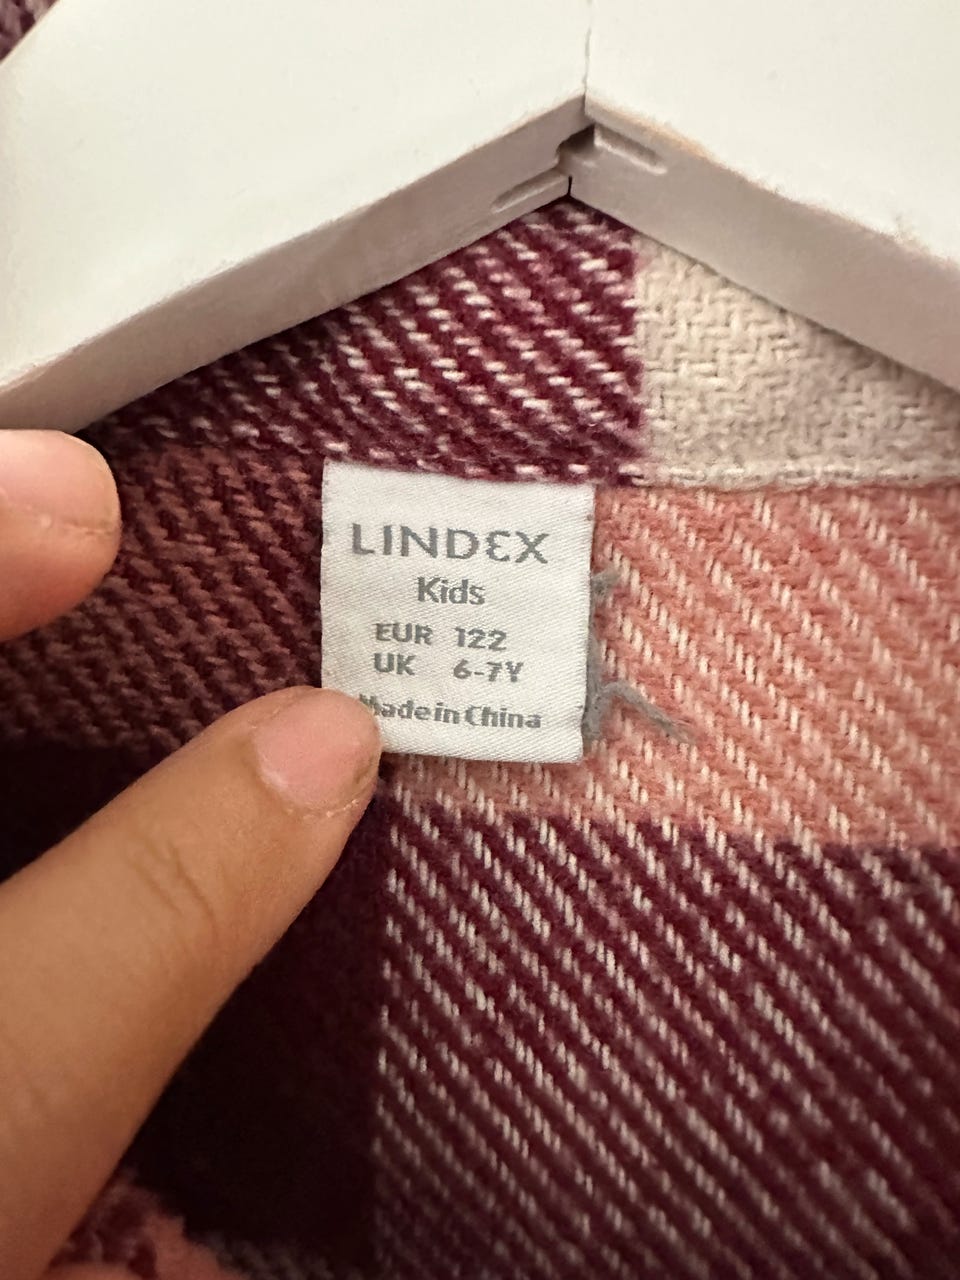 LINDEX
Kids
EUR 122
UK 6-7Y
Made in China